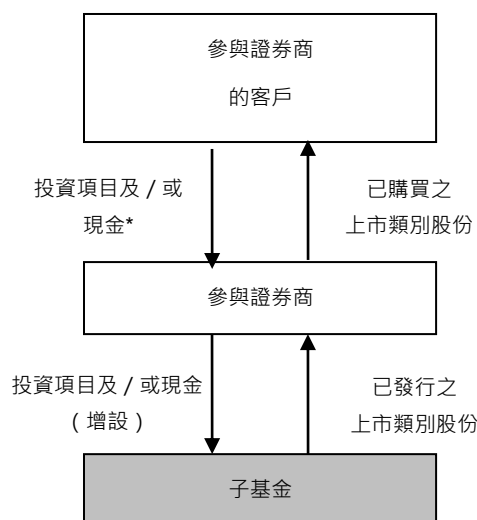 參與證券商
的客戶
投資項目及 / 或
現金*
已購買之
上市類別股份
參與證券商
投資項目及 / 或現金
( 增設 )
已發行之
上市類別股份
子基金